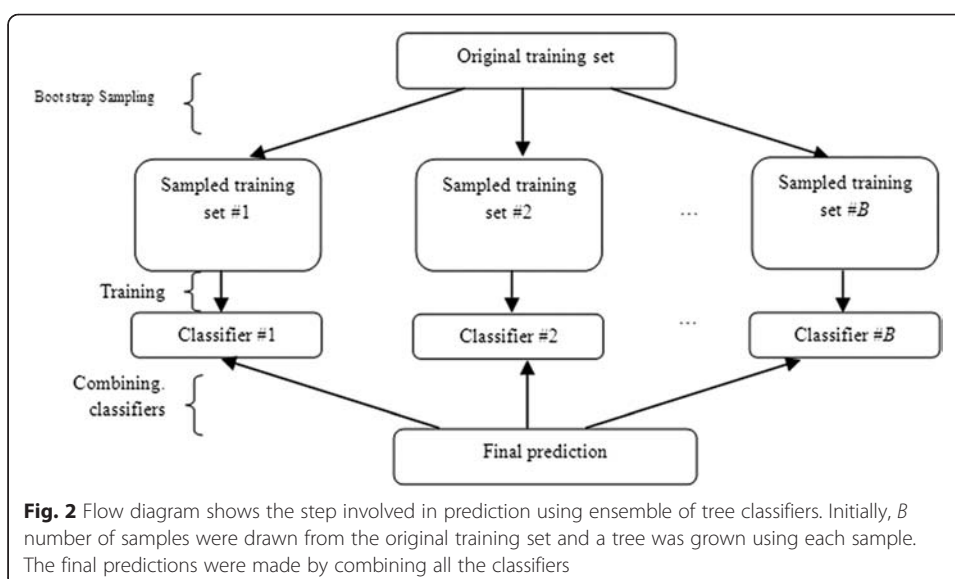 Original training set
Bootstrap Sampling
Sampled training
set #1
Sampled training
set #2
...
Sampled training
set #B
Training
Classifier #1
Classifier #2
...
Classifier #B
Combining.
classifiers
Final prediction
Fig. 2 Flow diagram shows the step involved in prediction using ensemble of tree classifiers. Initially, B
number of samples were drawn from the original training set and a tree was grown using each sample.
The final predictions were made by combining all the classifiers